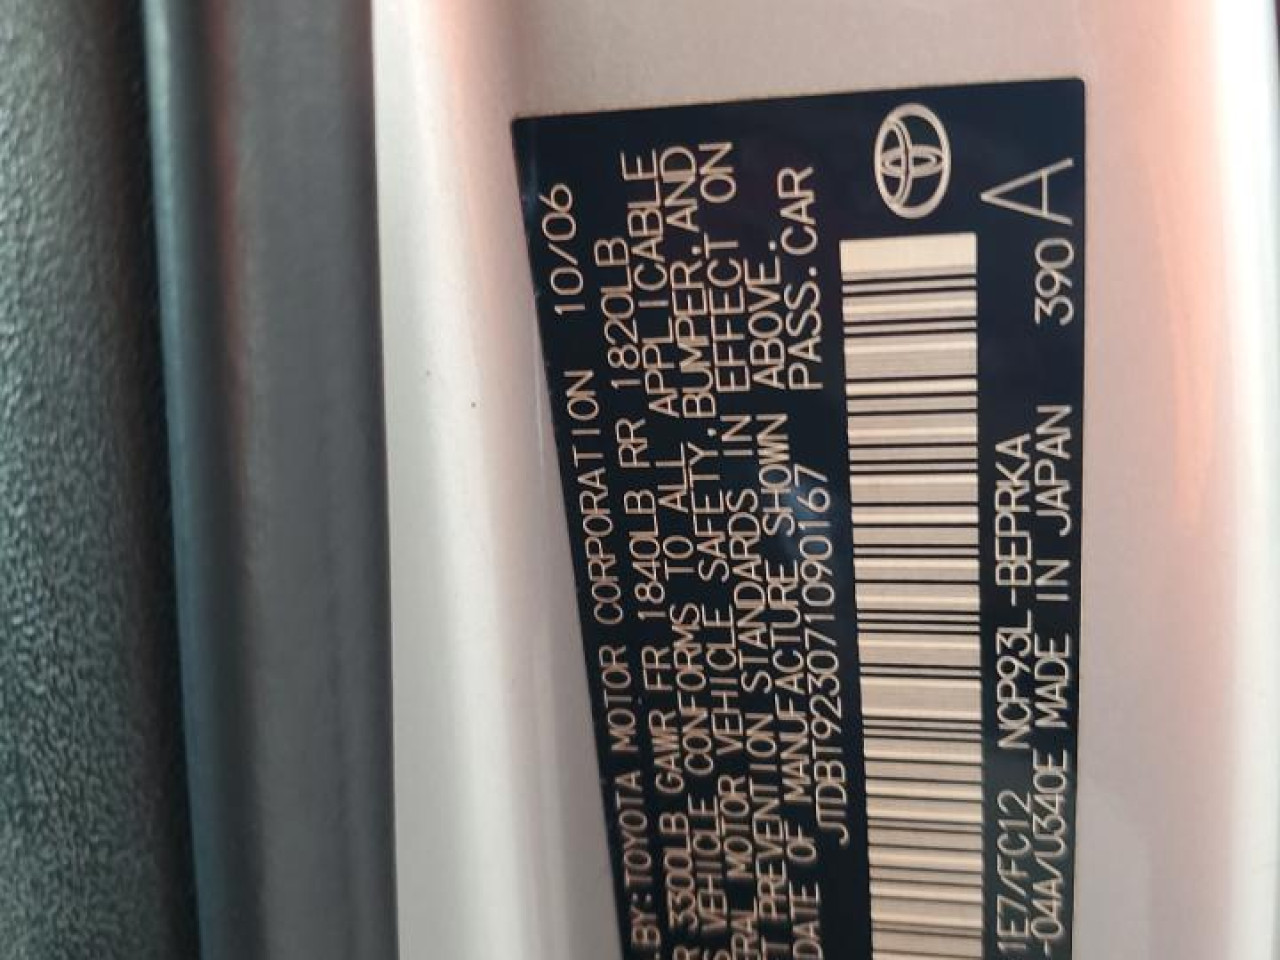 .BY:TOYOTA MOTOR CORPORATION 10/06
R 3300LB GAWR FR 1840LB RR 1820LB
S VEHICLE CONFORMS TO ALL APPLICABLE
RAL MOTOR VEHICLE SAFETY,BUMPER,AND
T PREVENTION STANDARDS IN EFFECT ON
DATE OF MANUFACTURE SHOWN ABOVE.
JTDBT923071090167 PASS.CAR
1E7/FC12 NCP93L-BEPRKA A
-04A/U340E MADE IN JAPAN 390